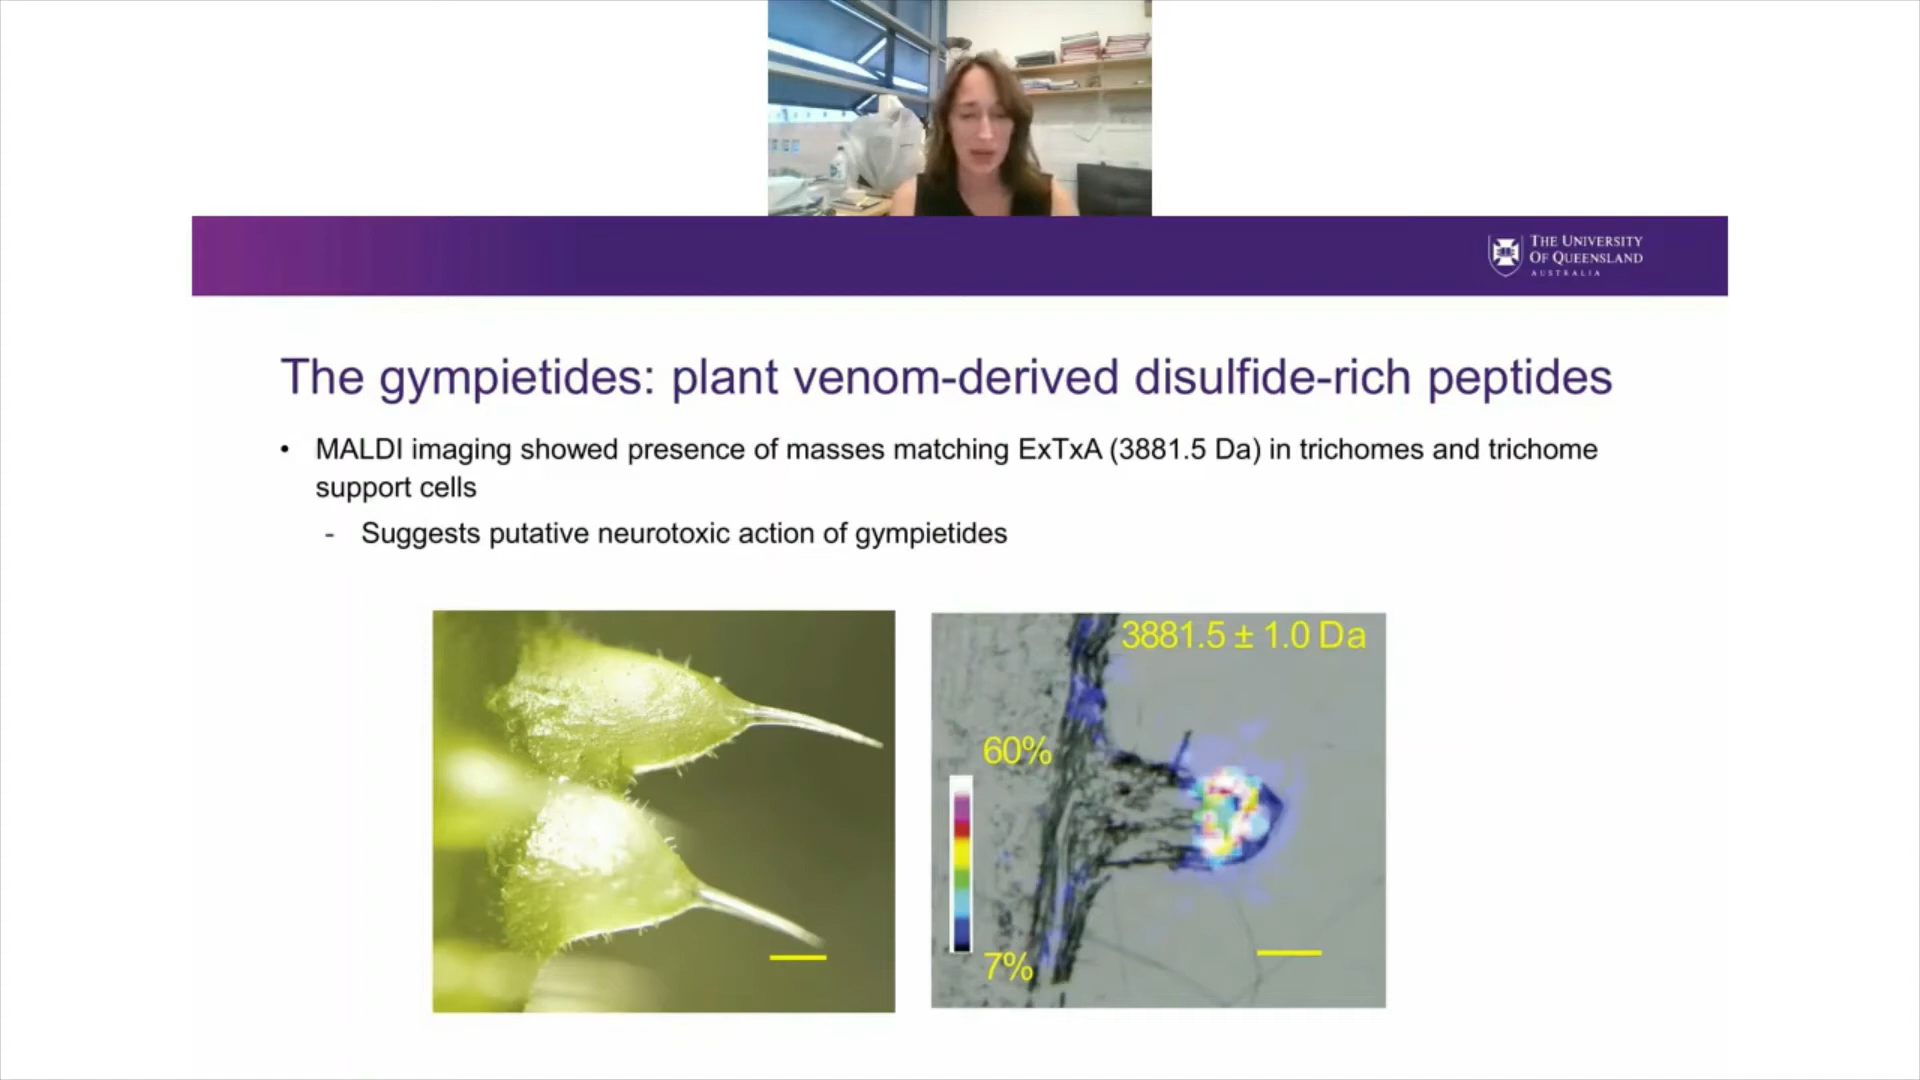 THE UNIVERSITY
OF QUEENSLAND
AUSTRALIA
The gympietides: plant venom-derived disulfide-rich peptides
• MALDI imaging showed presence of masses matching ExTxA (3881.5 Da) in trichomes and trichome
support cells
- Suggests putative neurotoxic action of gympietides
3881.5 ± 1.0 Da
60%
7%